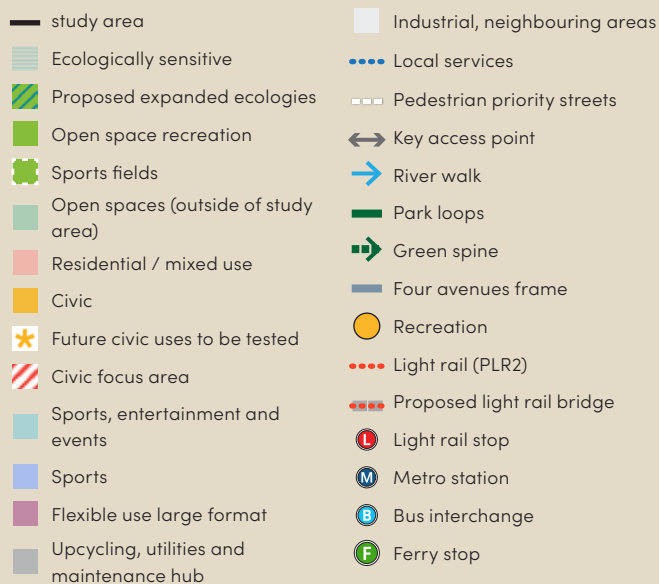 study area
Ecologically sensitive
Proposed expanded ecologies
Open space recreation
Sports fields
Open spaces (outside of study
area)
Residential / mixed use
Civic
Future civic uses to be tested
Civic focus area
Sports, entertainment and
events
Sports
Flexible use large format
Upcycling, utilities and
maintenance hub
Industrial, neighbouring areas
Local services
Pedestrian priority streets
Key access point
River walk
Park loops
Green spine
Four avenues frame
Recreation
Light rail (PLR2)
Proposed light rail bridge
L Light rail stop
M Metro station
B Bus interchange
F Ferry stop